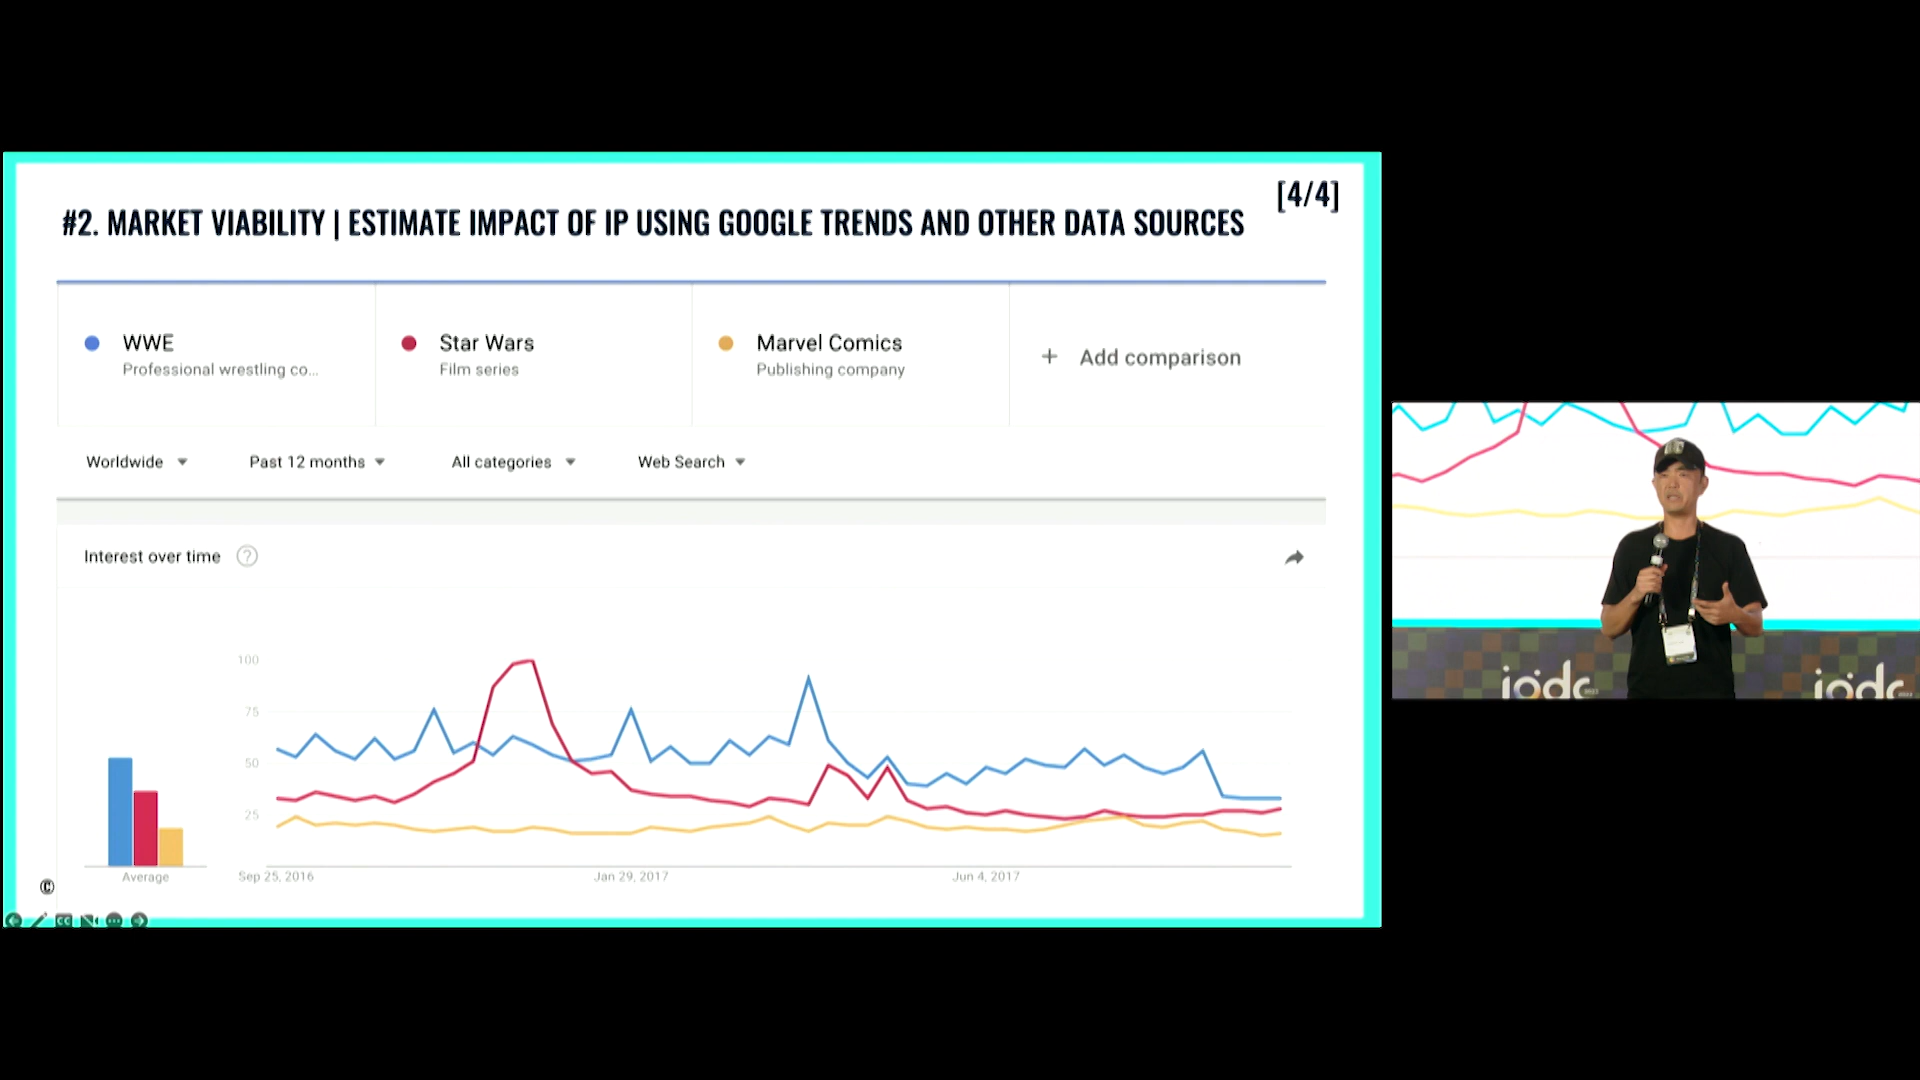 [4/4]
#2. MARKET VIABILITY | ESTIMATE IMPACT OF IP USING GOOGLE TRENDS AND OTHER DATA SOURCES
WWE
Professional wrestling co...
Star Wars
Film series
Marvel Comics
Publishing company
+ Add comparison
Worldwide
Past 12 months
All categories
Web Search
Interest over time ?
100
75
50
25
Average
Sep 25, 2016
Jan 29, 2017
Jun 4, 2017
©
CC